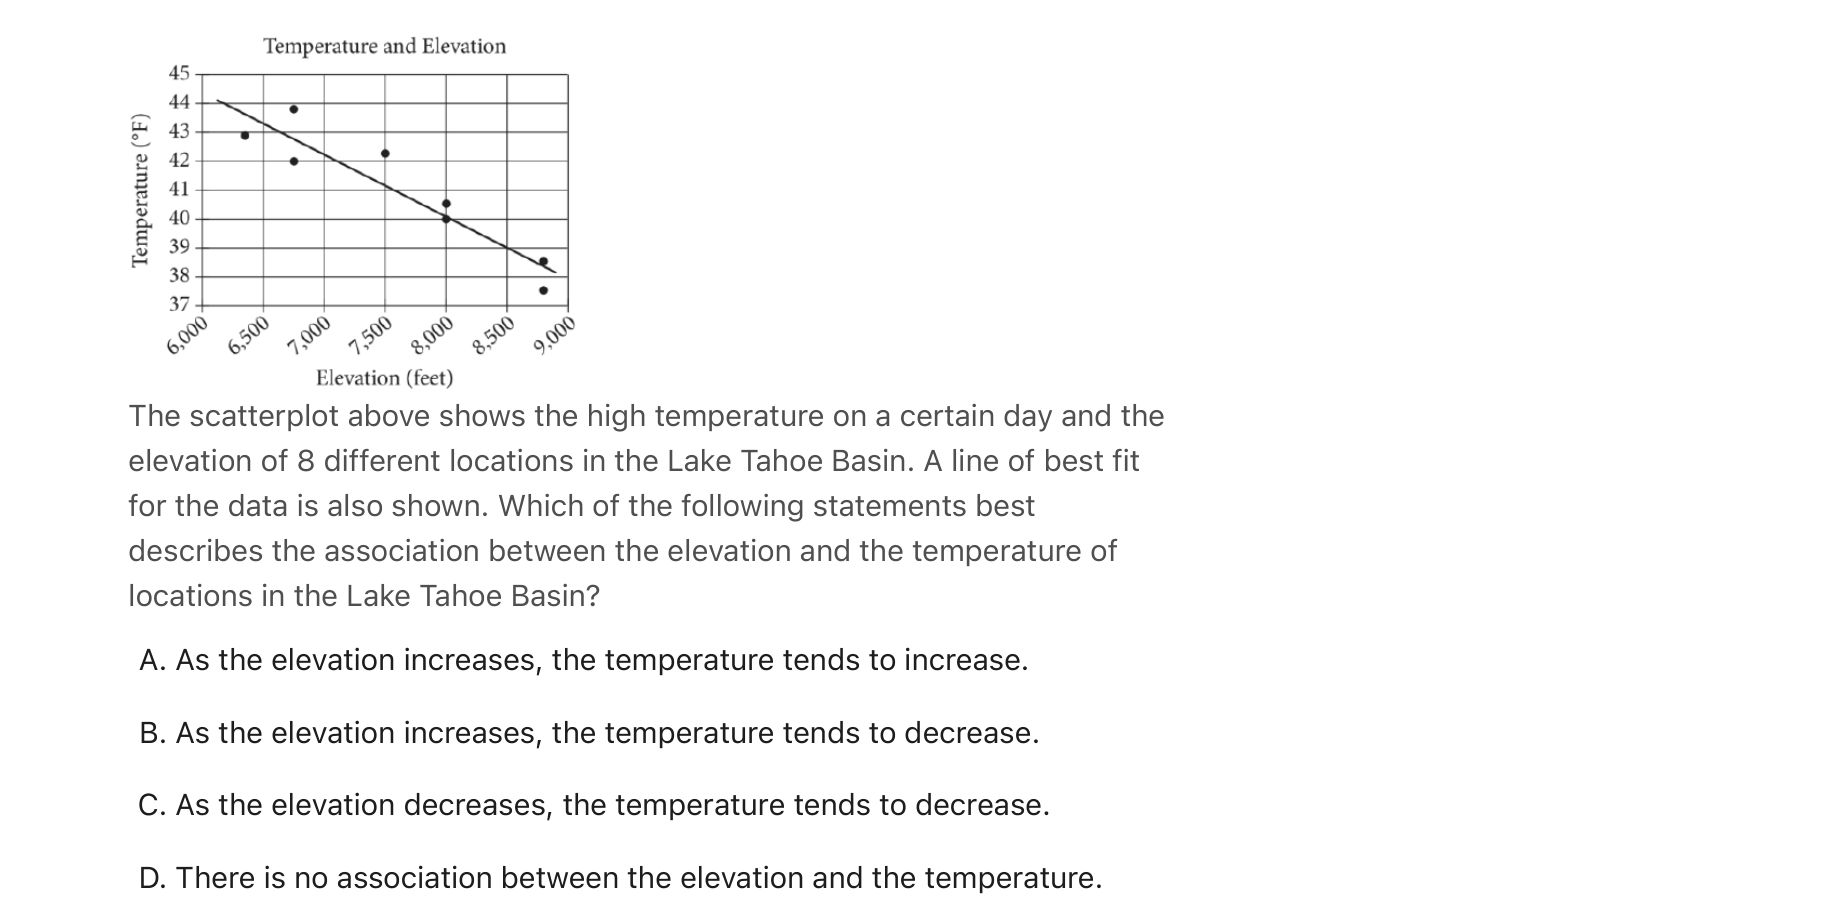 Temperature and Elevation
Temperature (°F)
45
44
43
42
41
40
39
38
37
6,000 6,500 7,000 7,500 8,000 8,500 9,000
Elevation (feet)
The scatterplot above shows the high temperature on a certain day and the
elevation of 8 different locations in the Lake Tahoe Basin. A line of best fit
for the data is also shown. Which of the following statements best
describes the association between the elevation and the temperature of
locations in the Lake Tahoe Basin?
A. As the elevation increases, the temperature tends to increase.
B. As the elevation increases, the temperature tends to decrease.
C. As the elevation decreases, the temperature tends to decrease.
D. There is no association between the elevation and the temperature.